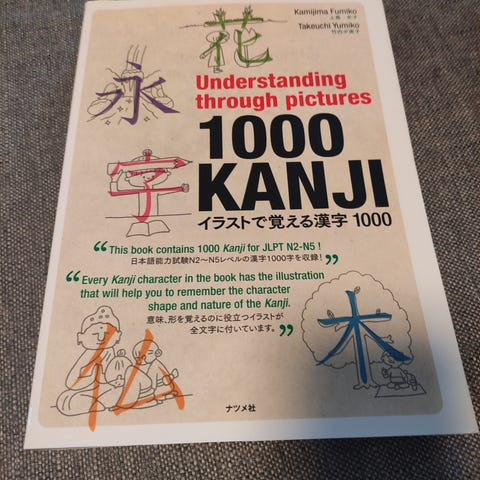 Kamijima Fumiko
上島 史子
Takeuchi Yumiko
竹内夕美子
花
永
Understanding
through pictures
1000
KANJI
字
イラストで覚える漢字 1000
“This book contains 1000 Kanji for JLPT N2-N5 !
日本語能力試験N2～N5レベルの漢字1000字を収録! ”
“Every Kanji character in the book has the illustration
that will help you to remember the character
shape and nature of the Kanji.
意味、形を覚えるのに役立つイラストが
全文字に付いています。 ”
仏
木
ナツメ社